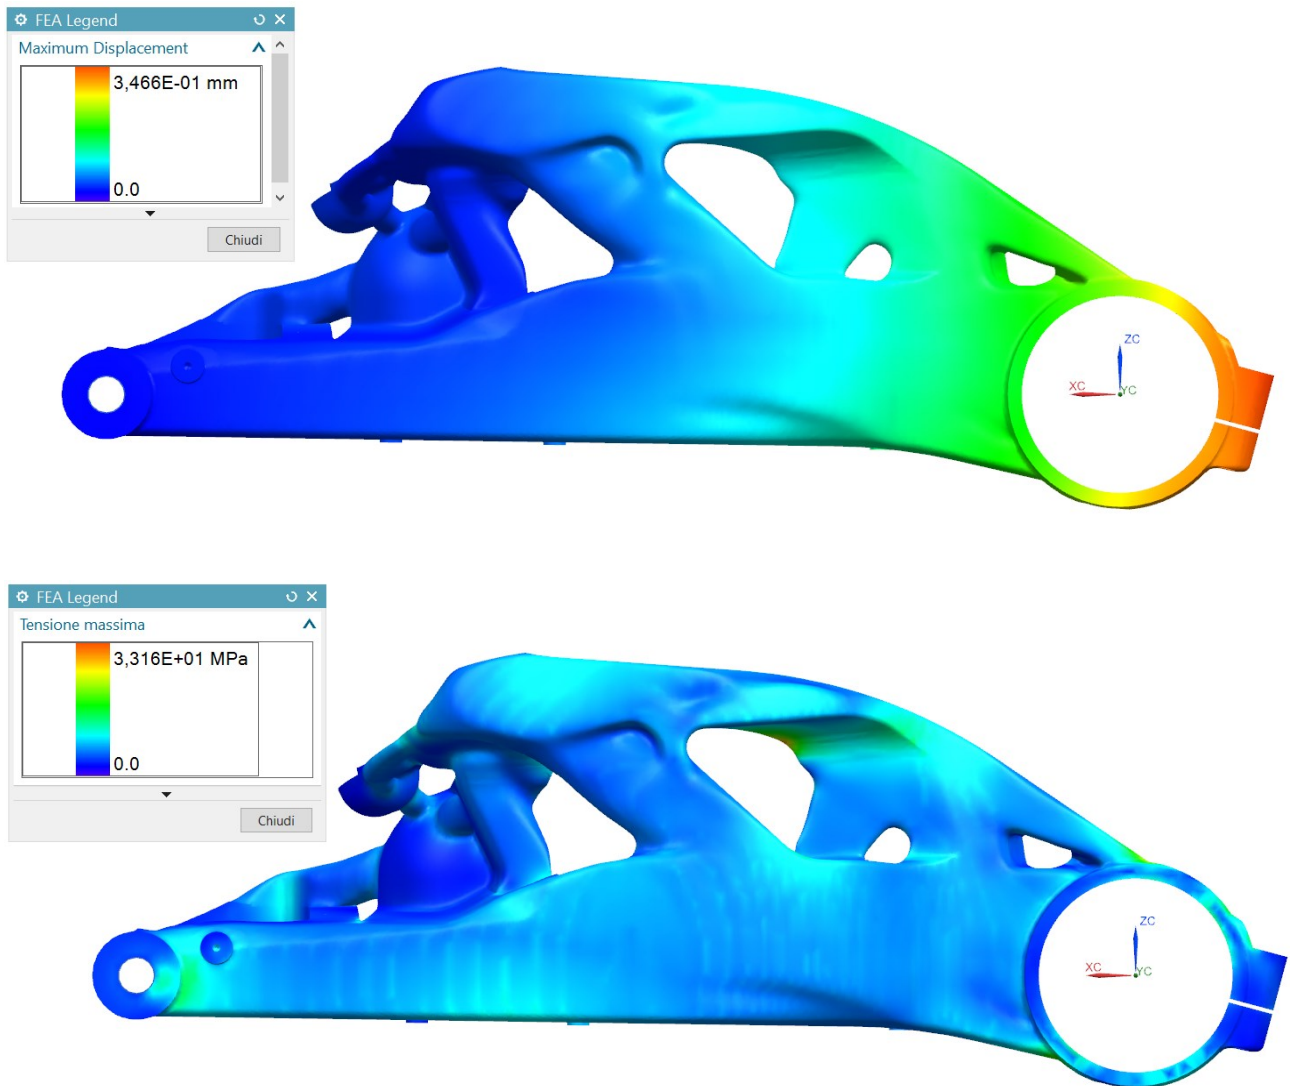 FEA Legend
Maximum Displacement
3,466E-01 mm
0.0
Chiudi
ZC
XC
YC
FEA Legend
Tensione massima
3,316E+01 MPa
0.0
Chiudi
ZC
XC
YC